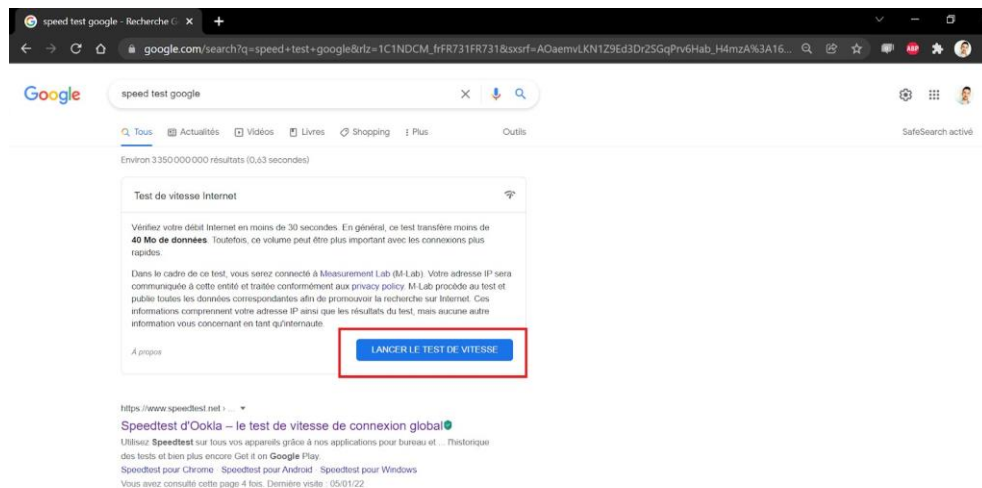 speed test google - Recherche G
google.com/search?q=speed+test+google&rlz=1C1NDCM_frFR731FR731&sxsrf=AOaemvLKN1Z9Ed3Dr2SGqPrv6Hab_H4mzA%3A16...
ABP
Google
speed test google
Tous Actualités Vidéos Livres Shopping Plus Outils
SafeSearch activé
Environ 3 350 000 000 résultats (0,63 secondes)
Test de vitesse Internet
Vérifiez votre débit Internet en moins de 30 secondes. En général, ce test transfère moins de
40 Mo de données. Toutefois, ce volume peut être plus important avec les connexions plus
rapides.
Dans le cadre de ce test, vous serez connecté à Measurement Lab (M-Lab). Votre adresse IP sera
communiquée à cette entité et traitée conformément aux privacy policy. M-Lab procède au test et
publie toutes les données correspondantes afin de promouvoir la recherche sur Internet. Ces
informations comprennent votre adresse IP ainsi que les résultats du test, mais aucune autre
information vous concernant en tant qu'internaute.
À propos
LANCER LE TEST DE VITESSE
https://www.speedtest.net › ...
Speedtest d'Ookla – le test de vitesse de connexion global
Utilisez Speedtest sur tous vos appareils grâce à nos applications pour bureau et ... l'historique
des tests et bien plus encore Get it on Google Play.
Speedtest pour Chrome · Speedtest pour Android · Speedtest pour Windows
Vous avez consulté cette page 4 fois. Dernière visite : 05/01/22